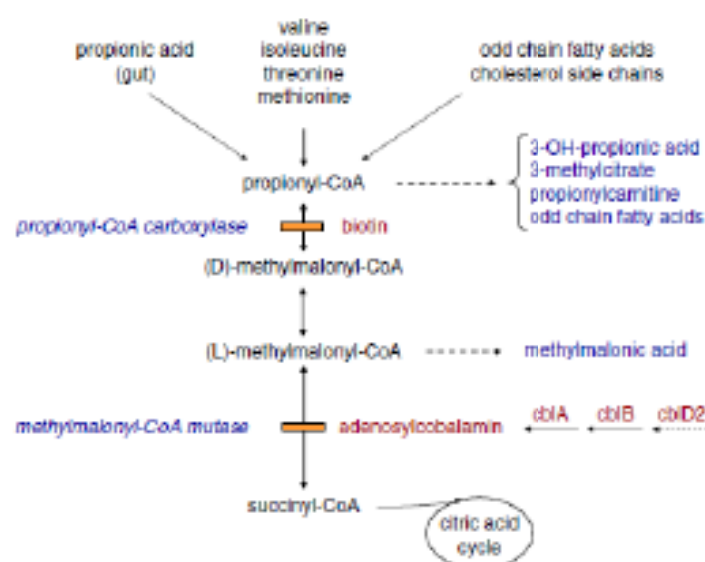 propionic acid
(gut)
valine
isoleucine
threonine
methionine
odd chain fatty acids
cholesterol side chains
propionyl-CoA
3-OH-propionic acid
3-methylcitrate
propionylcarnitine
odd chain fatty acids
propionyl-CoA carboxylase
biotin
(D)-methylmalonyl-CoA
(L)-methylmalonyl-CoA
methylmalonic acid
methylmalonyl-CoA mutase
adenosylcobalamin
cblA
cblB
cblD2
succinyl-CoA
citric acid
cycle